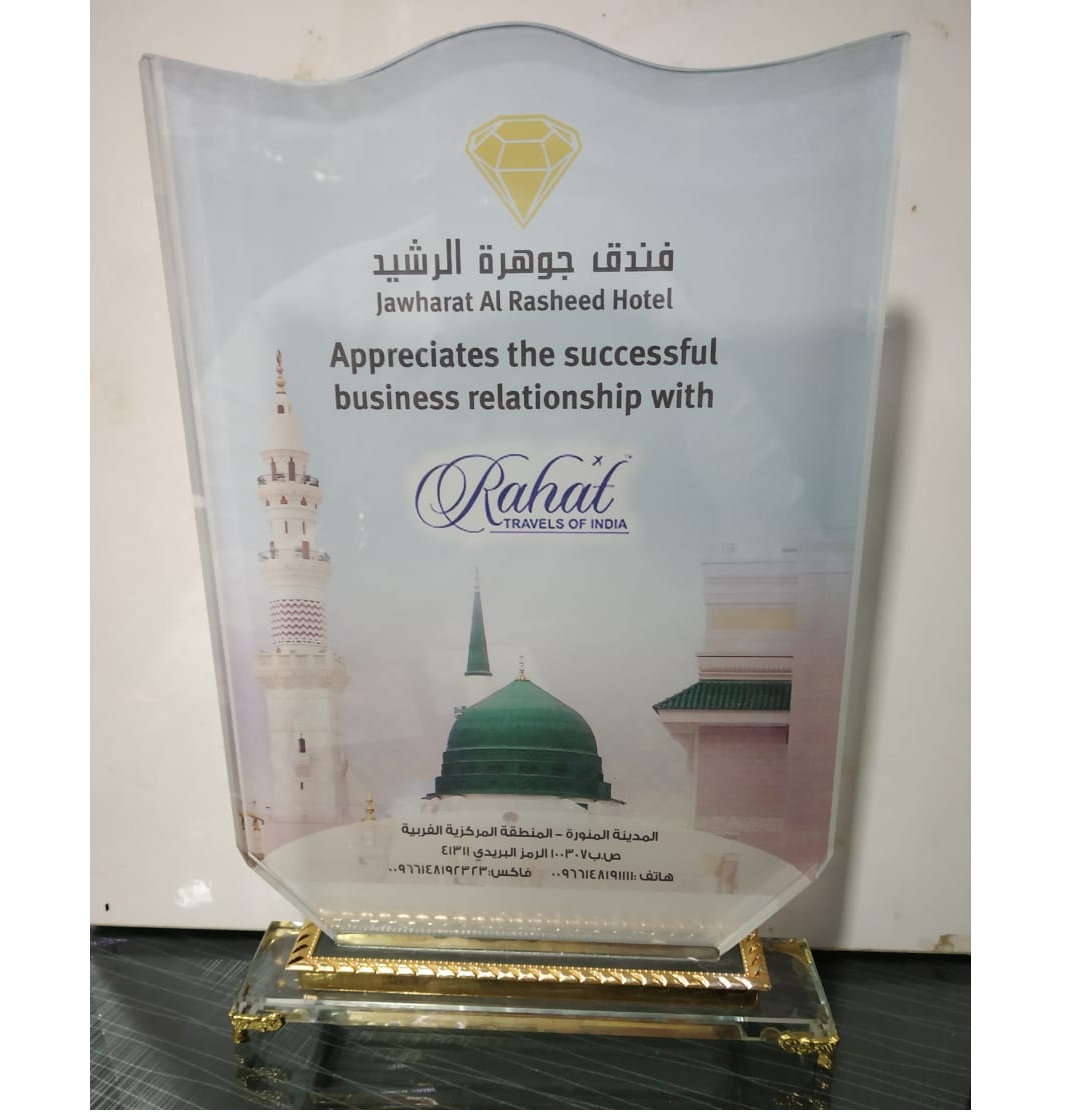 فندق جوهرة الرشيد
Jawharat Al Rasheed Hotel
Appreciates the successful
business relationship with
Rahat
TRAVELS OF INDIA
المدينة المنورة - المنطقة المركزية الغربية
ص.ب ١٠٠٣٠٧ الرمز البريدي ٤١٣١١
هاتف :٠٠٩٦٦١٤٨١٩١١١١ فاكس:٠٠٩٦٦١٤٨١٩٢٣٢٣